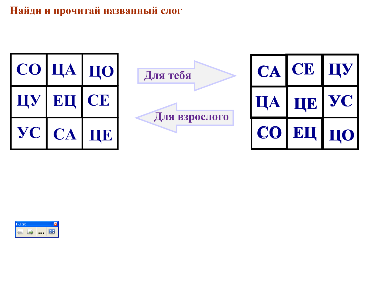 Найди и прочитай названный слог
СО ЦА ЦО
ЦУ ЕЦ СЕ
УС СА ЦЕ
Для тебя
Для взрослого
СА СЕ ЦУ
ЦА ЦЕ УС
СО ЕЦ ЦО